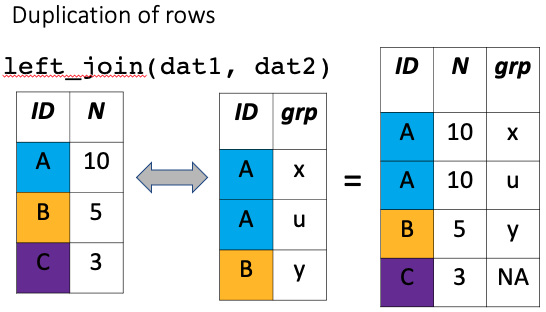 Duplication of rows
left_join(dat1, dat2)
ID N
A 10
B 5
C 3
ID grp
A x
A u
B y
=
ID N grp
A 10 x
A 10 u
B 5 y
C 3 NA